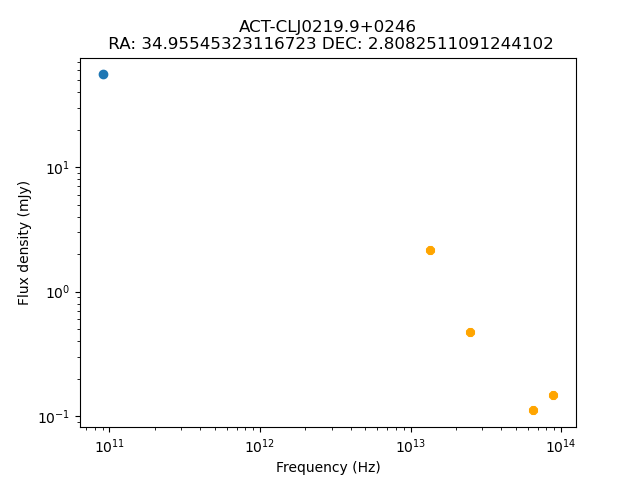 ACT-CLJ0219.9+0246
RA: 34.95545323116723 DEC: 2.8082511091244102
Flux density (mJy)
10¹
10⁰
10⁻¹
10¹¹ 10¹² 10¹³ 10¹⁴
Frequency (Hz)